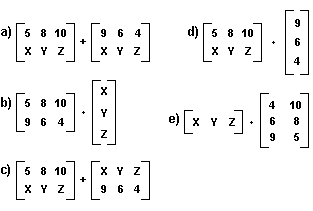 a) [5 8 10] + [9 6 4]
[X Y Z] [X Y Z]
b) [5 8 10] · [X]
[9 6 4] [Y]
[Z]
c) [5 8 10] + [X Y Z]
[X Y Z] [9 6 4]
d) [5 8 10] · [9]
[X Y Z] [6]
[4]
e) [X Y Z] · [4 10]
[6 8]
[9 5]